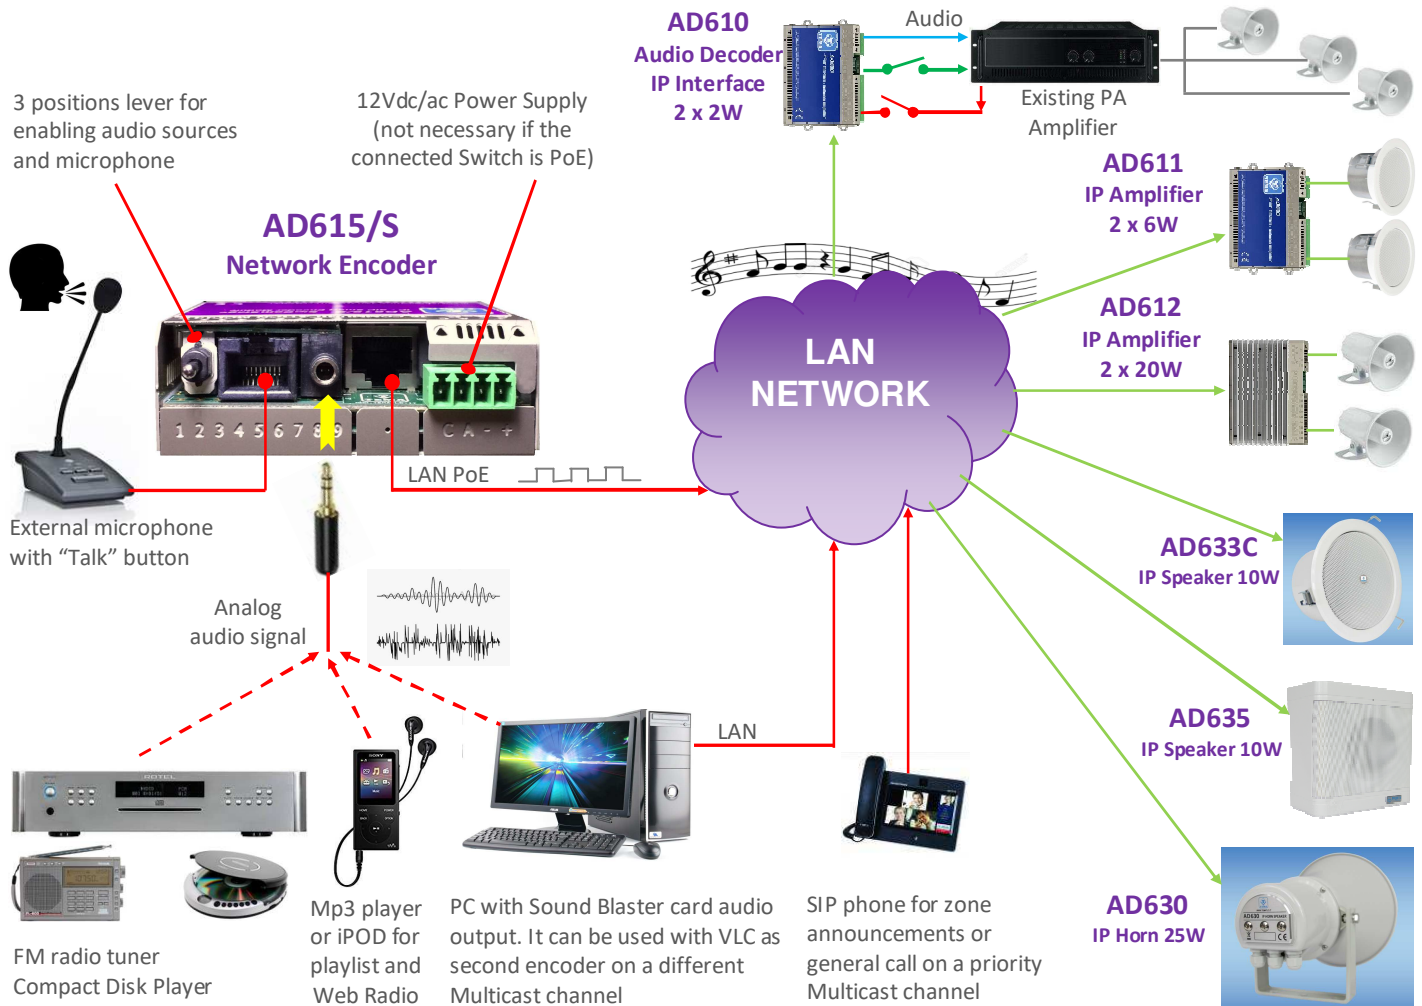 AD610
Audio Decoder
IP Interface
2 x 2W
Audio
Existing PA
Amplifier
3 positions lever for
enabling audio sources
and microphone
12Vdc/ac Power Supply
(not necessary if the
connected Switch is PoE)
AD615/S
Network Encoder
1 2 3 4 5 6 7 8 9
C A - +
AD611
IP Amplifier
2 x 6W
AD612
IP Amplifier
2 x 20W
LAN
NETWORK
LAN PoE
External microphone
with “Talk” button
Analog
audio signal
AD633C
IP Speaker 10W
AD635
IP Speaker 10W
LAN
ROTEL
SONY
AD630
IP Horn 25W
AD630
FM radio tuner
Compact Disk Player
Mp3 player
or iPOD for
playlist and
Web Radio
PC with Sound Blaster card audio
output. It can be used with VLC as
second encoder on a different
Multicast channel
SIP phone for zone
announcements or
general call on a priority
Multicast channel